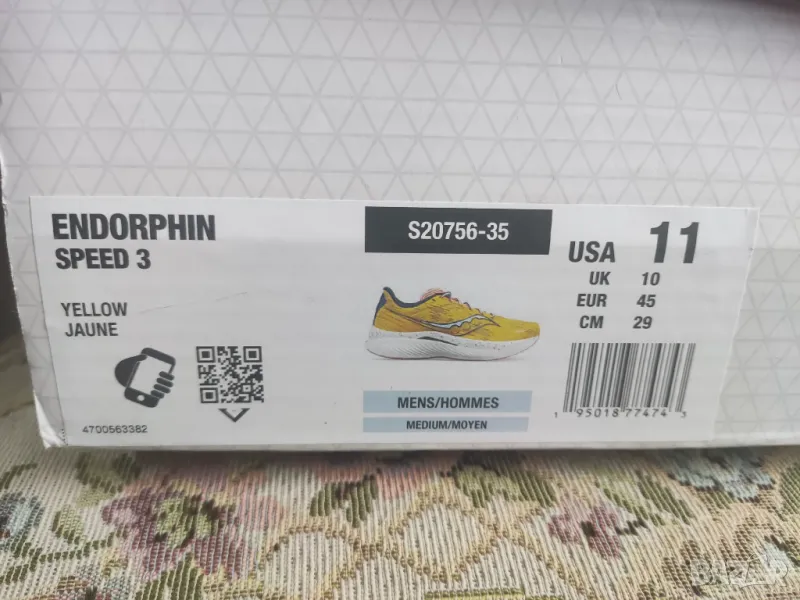 ENDORPHIN
SPEED 3
YELLOW
JAUNE
4700563382
S20756-35
MENS/HOMMES
MEDIUM/MOYEN
USA 11
UK 10
EUR 45
CM 29
1 95018 77474 3